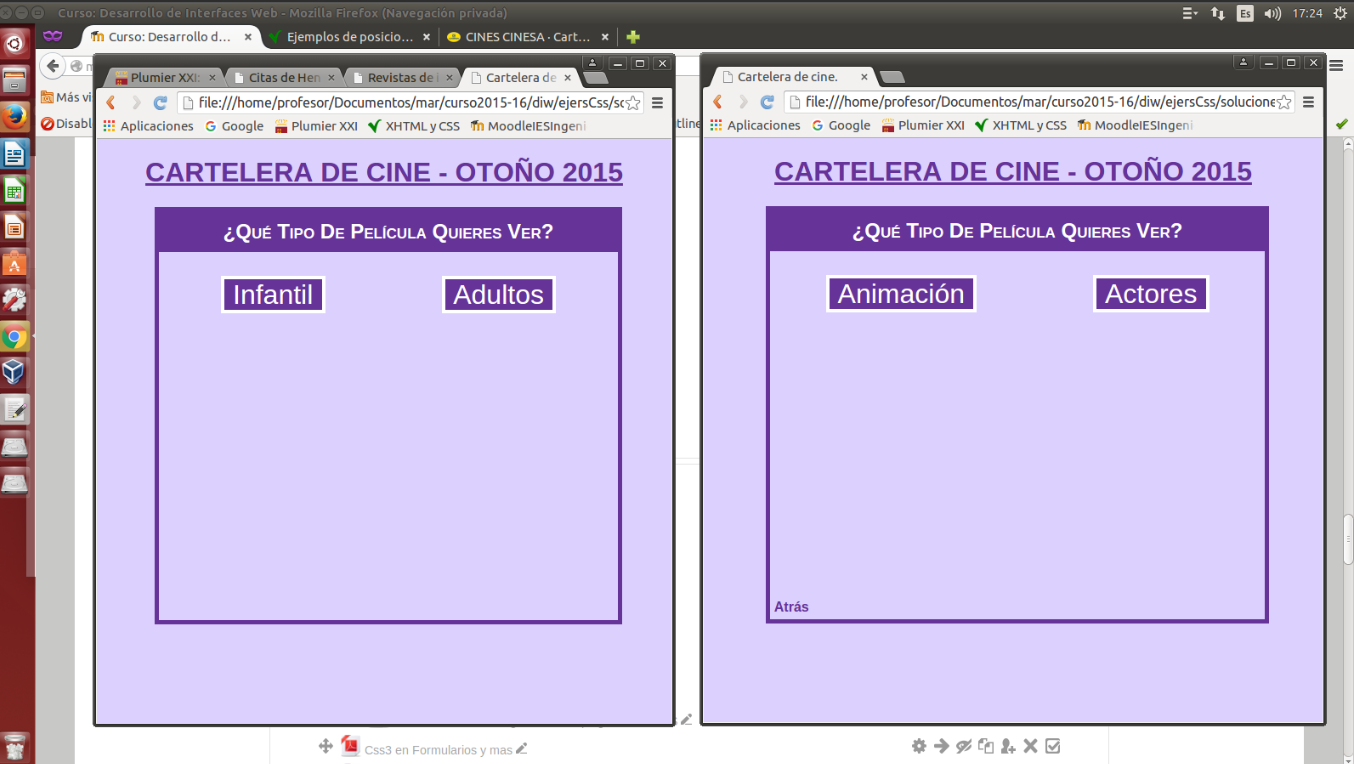 Curso: Desarrollo de Interfaces Web - Mozilla Firefox (Navegación privada)
Es
17:24
Curso: Desarrollo d...
Ejemplos de posicio...
CINES CINESA · Cart...
Más vi
Disabl
tline
Plumier XXI:
Citas de Hen
Revistas de
Cartelera de
file:///home/profesor/Documentos/mar/curso2015-16/diw/ejersCss/so
Aplicaciones
Google
Plumier XXI
XHTML y CSS
MoodleIESIngeni
CARTELERA DE CINE - OTOÑO 2015
¿Qué Tipo De Película Quieres Ver?
Infantil
Adultos
Cartelera de cine.
file:///home/profesor/Documentos/mar/curso2015-16/diw/ejersCss/solucione
Aplicaciones
Google
Plumier XXI
XHTML y CSS
MoodleIESIngeni
CARTELERA DE CINE - OTOÑO 2015
¿Qué Tipo De Película Quieres Ver?
Animación
Actores
Atrás
Css3 en Formularios y mas